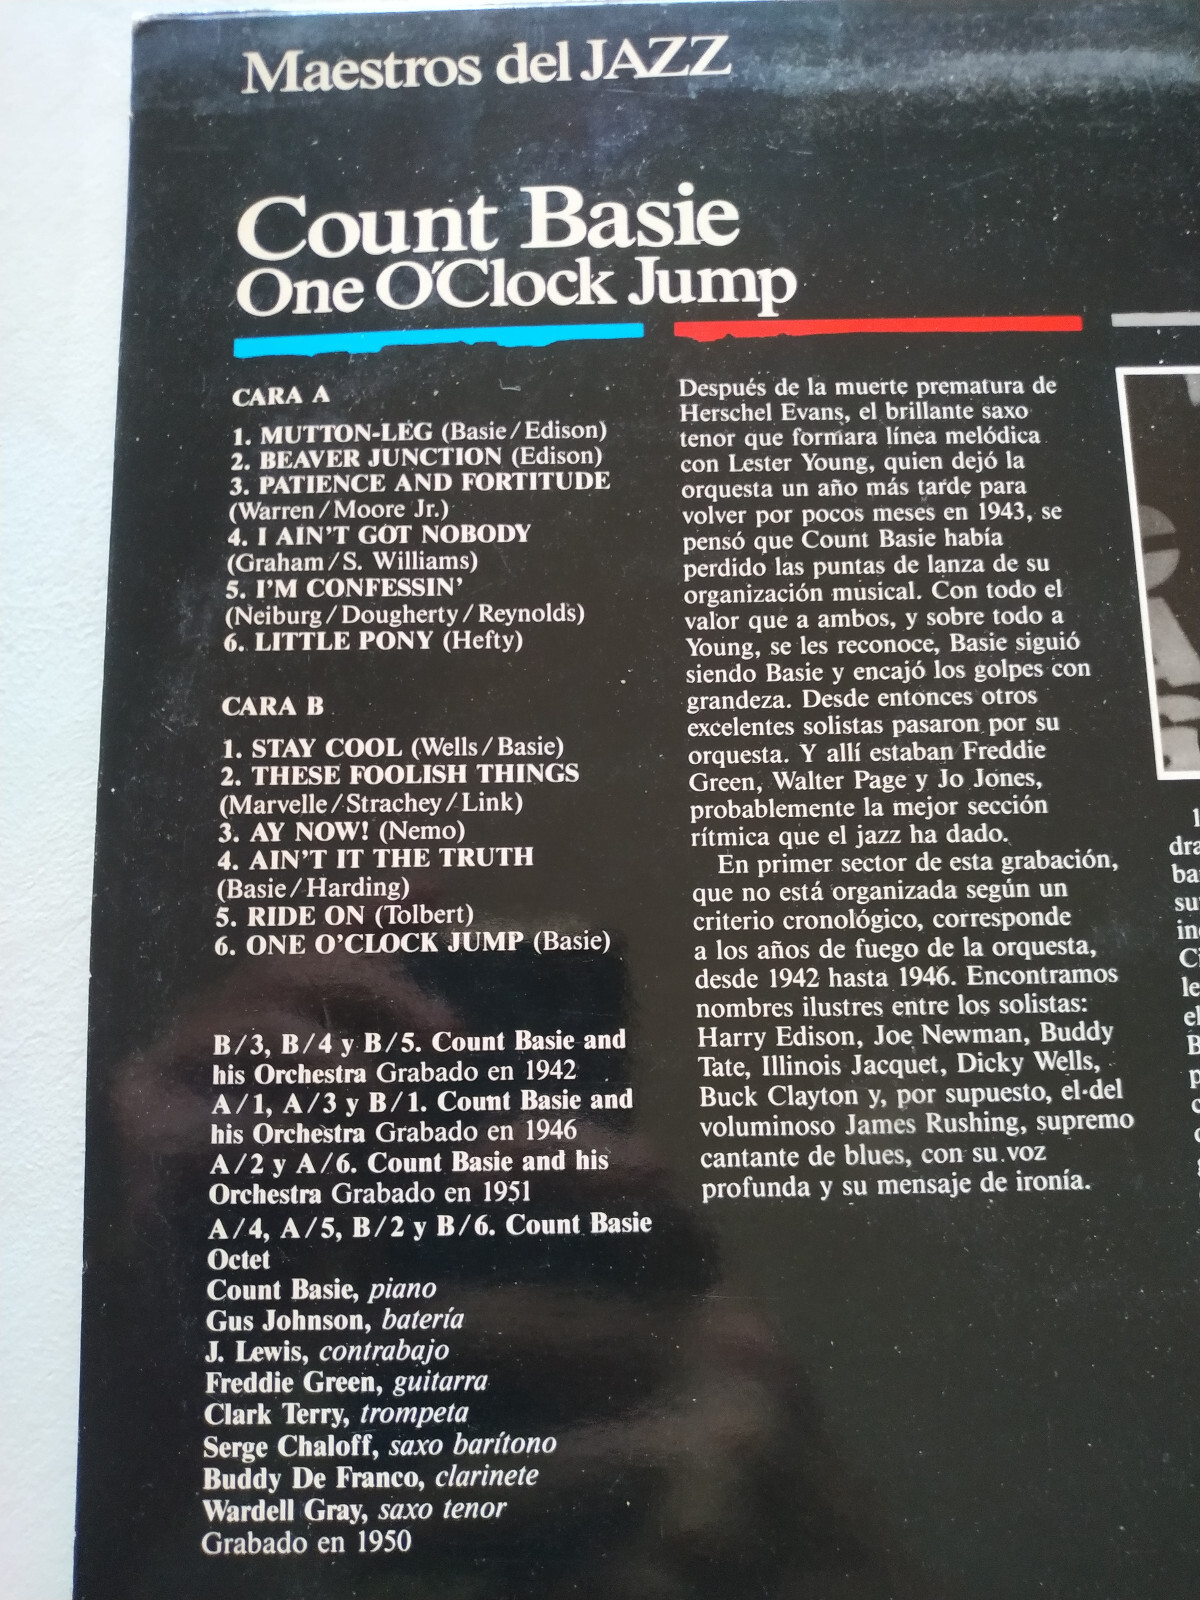 Maestros del JAZZ
Count Basie
One O'Clock Jump
CARA A
1. MUTTON-LEG (Basie/Edison)
2. BEAVER JUNCTION (Edison)
3. PATIENCE AND FORTITUDE
(Warren/Moore Jr.)
4. I AIN'T GOT NOBODY
(Graham/S. Williams)
5. I'M CONFESSIN'
(Neiburg/Dougherty/Reynolds)
6. LITTLE PONY (Hefty)
CARA B
1. STAY COOL (Wells/Basie)
2. THESE FOOLISH THINGS
(Marvelle/Strachey/Link)
3. AY NOW! (Nemo)
4. AIN'T IT THE TRUTH
(Basie/Harding)
5. RIDE ON (Tolbert)
6. ONE O'CLOCK JUMP (Basie)
B/3, B/4 y B/5. Count Basie and
his Orchestra Grabado en 1942
A/1, A/3 y B/1. Count Basie and
his Orchestra Grabado en 1946
A/2 y A/6. Count Basie and his
Orchestra Grabado en 1951
A/4, A/5, B/2 y B/6. Count Basie
Octet
Count Basie, piano
Gus Johnson, batería
J. Lewis, contrabajo
Freddie Green, guitarra
Clark Terry, trompeta
Serge Chaloff, saxo barítono
Buddy De Franco, clarinete
Wardell Gray, saxo tenor
Grabado en 1950
Después de la muerte prematura de
Herschel Evans, el brillante saxo
tenor que formara línea melódica
con Lester Young, quien dejó la
orquesta un año más tarde para
volver por pocos meses en 1943, se
pensó que Count Basie había
perdido las puntas de lanza de su
organización musical. Con todo el
valor que a ambos, y sobre todo a
Young, se les reconoce, Basie siguió
siendo Basie y encajó los golpes con
grandeza. Desde entonces otros
excelentes solistas pasaron por su
orquesta. Y allí estaban Freddie
Green, Walter Page y Jo Jones,
probablemente la mejor sección
rítmica que el jazz ha dado.
En primer sector de esta grabación,
que no está organizada según un
criterio cronológico, corresponde
a los años de fuego de la orquesta,
desde 1942 hasta 1946. Encontramos
nombres ilustres entre los solistas:
Harry Edison, Joe Newman, Buddy
Tate, Illinois Jacquet, Dicky Wells,
Buck Clayton y, por supuesto, el del
voluminoso James Rushing, supremo
cantante de blues, con su voz
profunda y su mensaje de ironía.